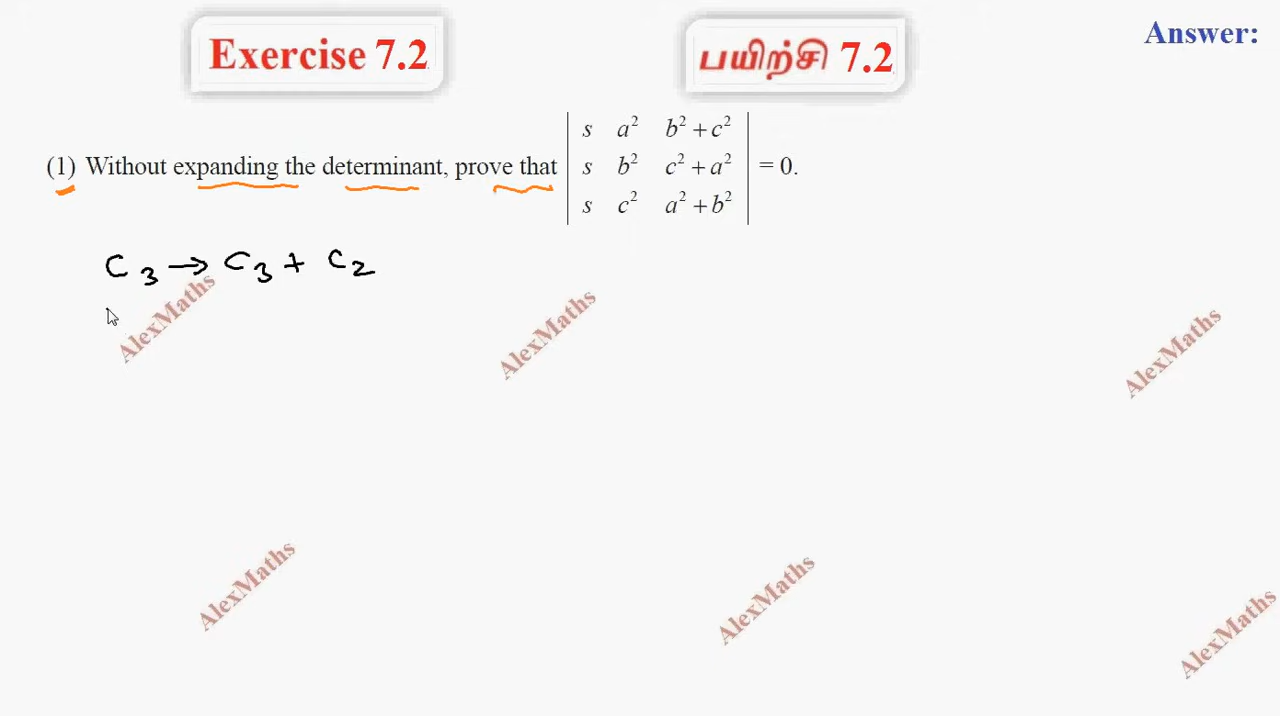 Exercise 7.2
பயிற்சி 7.2
Answer:
(1) Without expanding the determinant, prove that | s a² b² + c² | = 0.
| s b² c² + a² |
| s c² a² + b² |
C₃ → C₃ + C₂
AlexMaths
AlexMaths
AlexMaths
AlexMaths
AlexMaths
AlexMaths